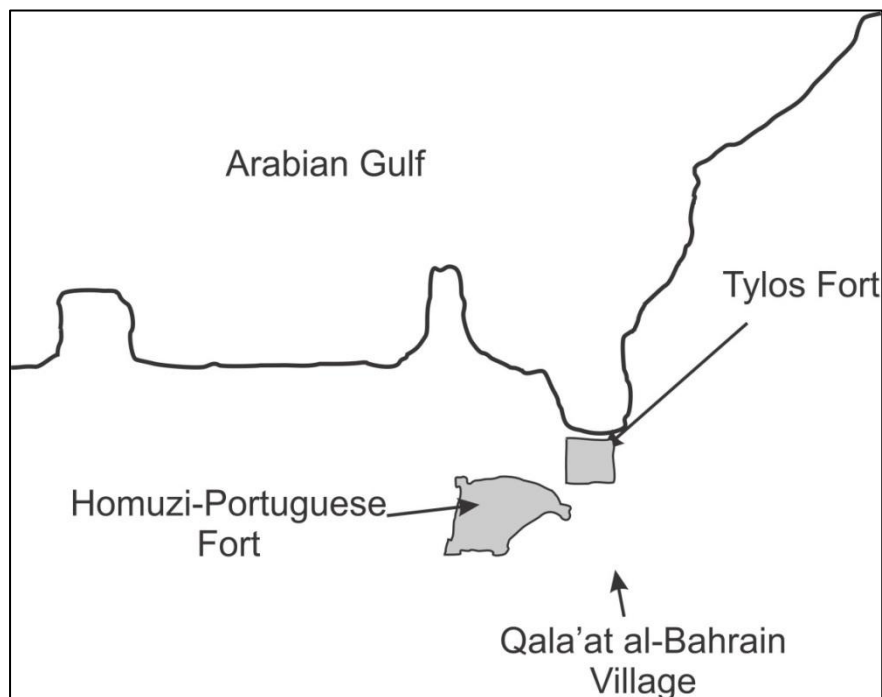 Arabian Gulf
Tylos Fort
Homuzi-Portuguese
Fort
Qala’at al-Bahrain
Village